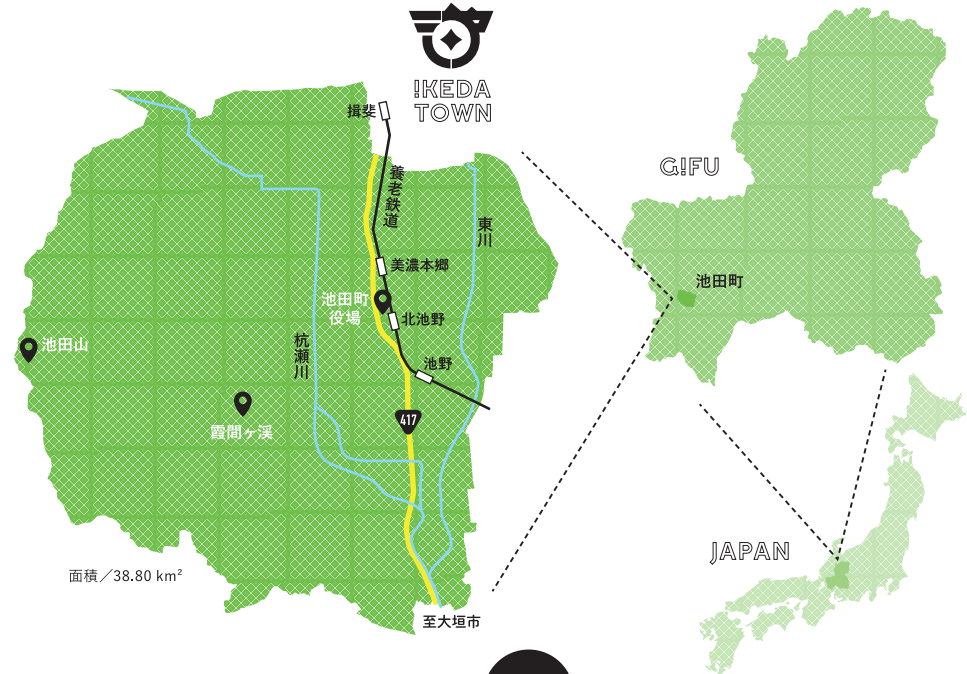 !KEDA
TOWN
揖斐
養老鉄道
東川
美濃本郷
池田町
役場
北池野
池野
池田山
杭瀬川
霞間ヶ渓
417
面積／38.80 km²
至大垣市
G!FU
池田町
JAPAN